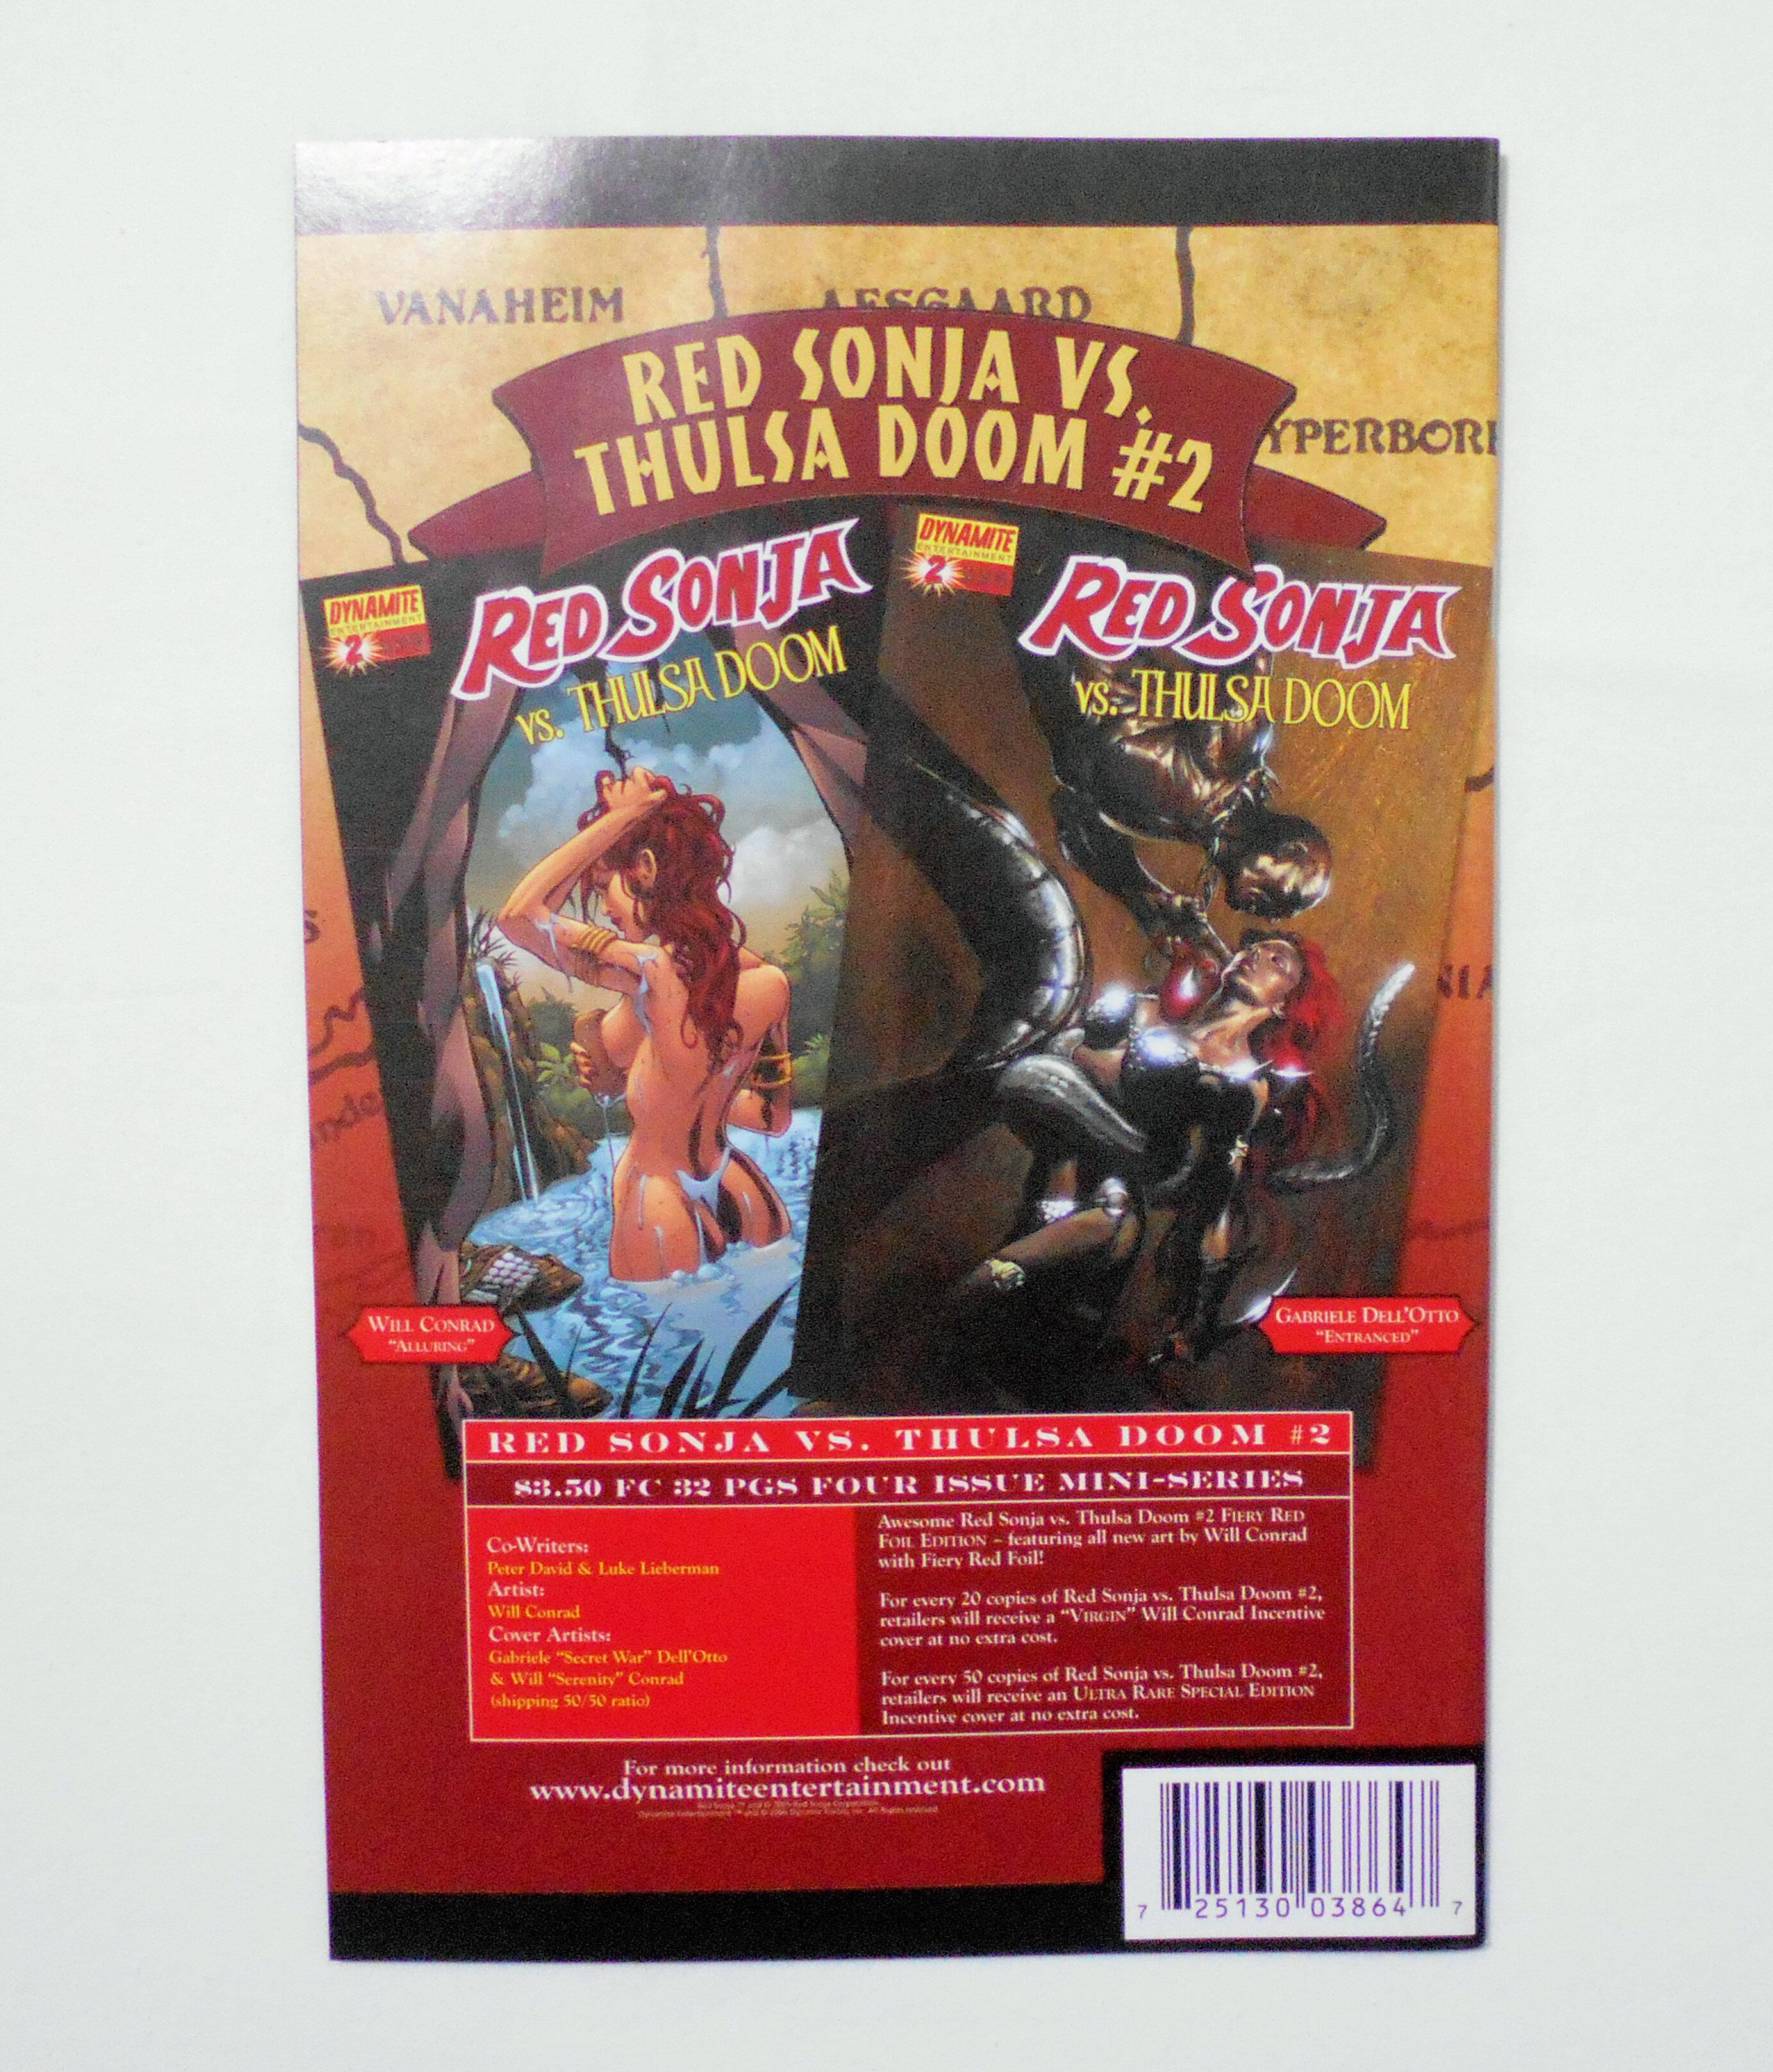 VANAHEIM
AESGAARD
RED SONJA VS.
THULSA DOOM #2
YPERBOR
DYNAMITE
ENTERTAINMENT
2
RED SONJA
vs. THULSA DOOM
DYNAMITE
ENTERTAINMENT
2
RED SONJA
vs. THULSA DOOM
WILL CONRAD
"ALLURING"
GABRIELE DELL'OTTO
"ENTRANCED"
RED SONJA VS. THULSA DOOM #2
$3.50 FC 32 PGS FOUR ISSUE MINI-SERIES
Co-Writers:
Peter David & Luke Lieberman
Artist:
Will Conrad
Cover Artists:
Gabriele "Secret War" Dell'Otto
& Will "Serenity" Conrad
(shipping 50/50 ratio)
Awesome Red Sonja vs. Thulsa Doom #2 FIERY RED
FOIL EDITION – featuring all new art by Will Conrad
with Fiery Red Foil!
For every 20 copies of Red Sonja vs. Thulsa Doom #2,
retailers will receive a "VIRGIN" Will Conrad Incentive
cover at no extra cost.
For every 50 copies of Red Sonja vs. Thulsa Doom #2,
retailers will receive an ULTRA RARE SPECIAL EDITION
Incentive cover at no extra cost.
For more information check out
www.dynamiteentertainment.com
7 25130 03864 7